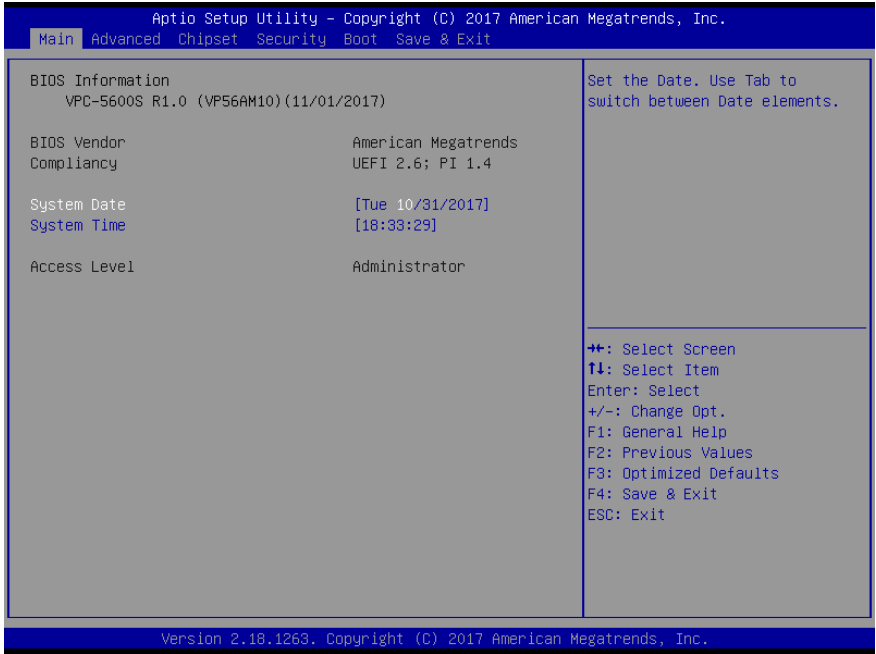 Aptio Setup Utility – Copyright (C) 2017 American Megatrends, Inc.
Main Advanced Chipset Security Boot Save & Exit
BIOS Information
VPC-5600S R1.0 (VP56AM10)(11/01/2017)
BIOS Vendor American Megatrends
Compliancy UEFI 2.6; PI 1.4
System Date [Tue 10/31/2017]
System Time [18:33:29]
Access Level Administrator
Set the Date. Use Tab to
switch between Date elements.
→←: Select Screen
↑↓: Select Item
Enter: Select
+/-: Change Opt.
F1: General Help
F2: Previous Values
F3: Optimized Defaults
F4: Save & Exit
ESC: Exit
Version 2.18.1263. Copyright (C) 2017 American Megatrends, Inc.